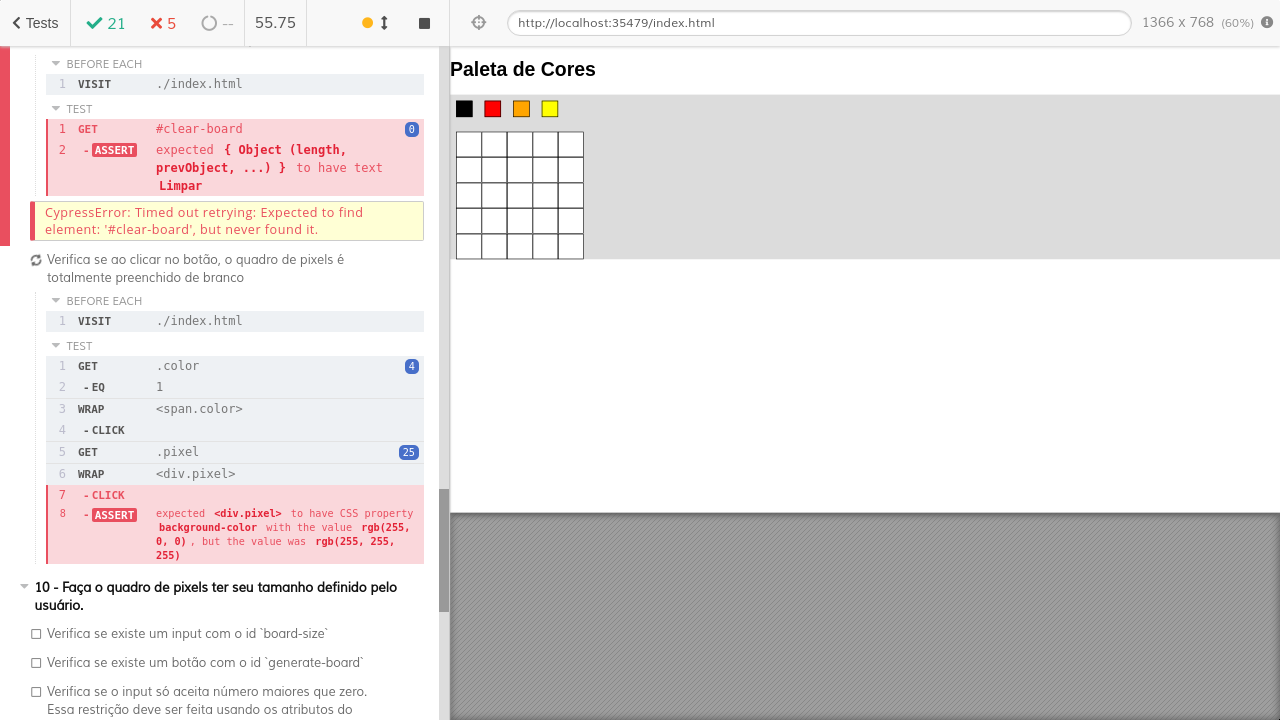 Tests 21 5 -- 55.75 http://localhost:35479/index.html 1366 x 768 (60%)
BEFORE EACH
1 VISIT ./index.html
TEST
1 GET #clear-board 0
2 - ASSERT expected { Object (length,
prevObject, ...) } to have text
Limpar
CypressError: Timed out retrying: Expected to find
element: '#clear-board', but never found it.
Verifica se ao clicar no botão, o quadro de pixels é
totalmente preenchido de branco
BEFORE EACH
1 VISIT ./index.html
TEST
1 GET .color 4
2 - EQ 1
3 WRAP <span.color>
4 - CLICK
5 GET .pixel 25
6 WRAP <div.pixel>
7 - CLICK
8 - ASSERT expected <div.pixel> to have CSS property
background-color with the value rgb(255,
0, 0) , but the value was rgb(255, 255,
255)
10 - Faça o quadro de pixels ter seu tamanho definido pelo
usuário.
Verifica se existe um input com o id `board-size`
Verifica se existe um botão com o id `generate-board`
Verifica se o input só aceita número maiores que zero.
Essa restrição deve ser feita usando os atributos do
Paleta de Cores